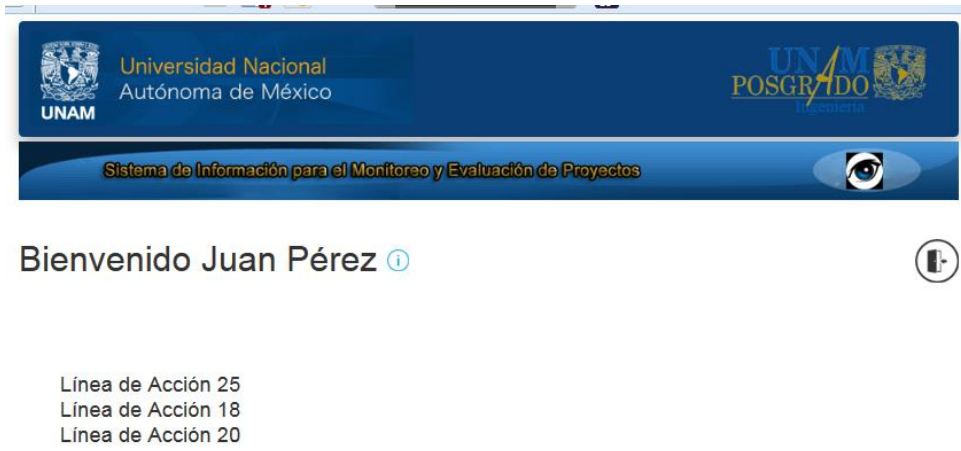 Universidad Nacional
Autónoma de México
UNAM
UNAM
POSGRADO
Ingeniería
Sistema de Información para el Monitoreo y Evaluación de Proyectos
Bienvenido Juan Pérez
Línea de Acción 25
Línea de Acción 18
Línea de Acción 20